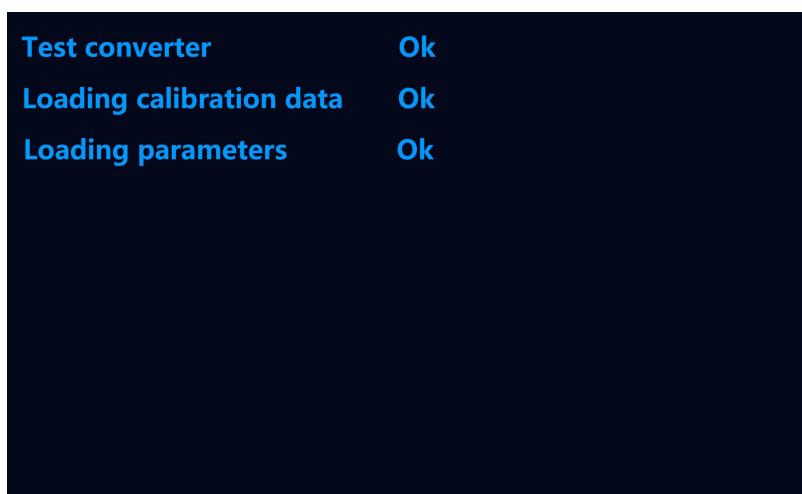 Test converter Ok
Loading calibration data Ok
Loading parameters Ok